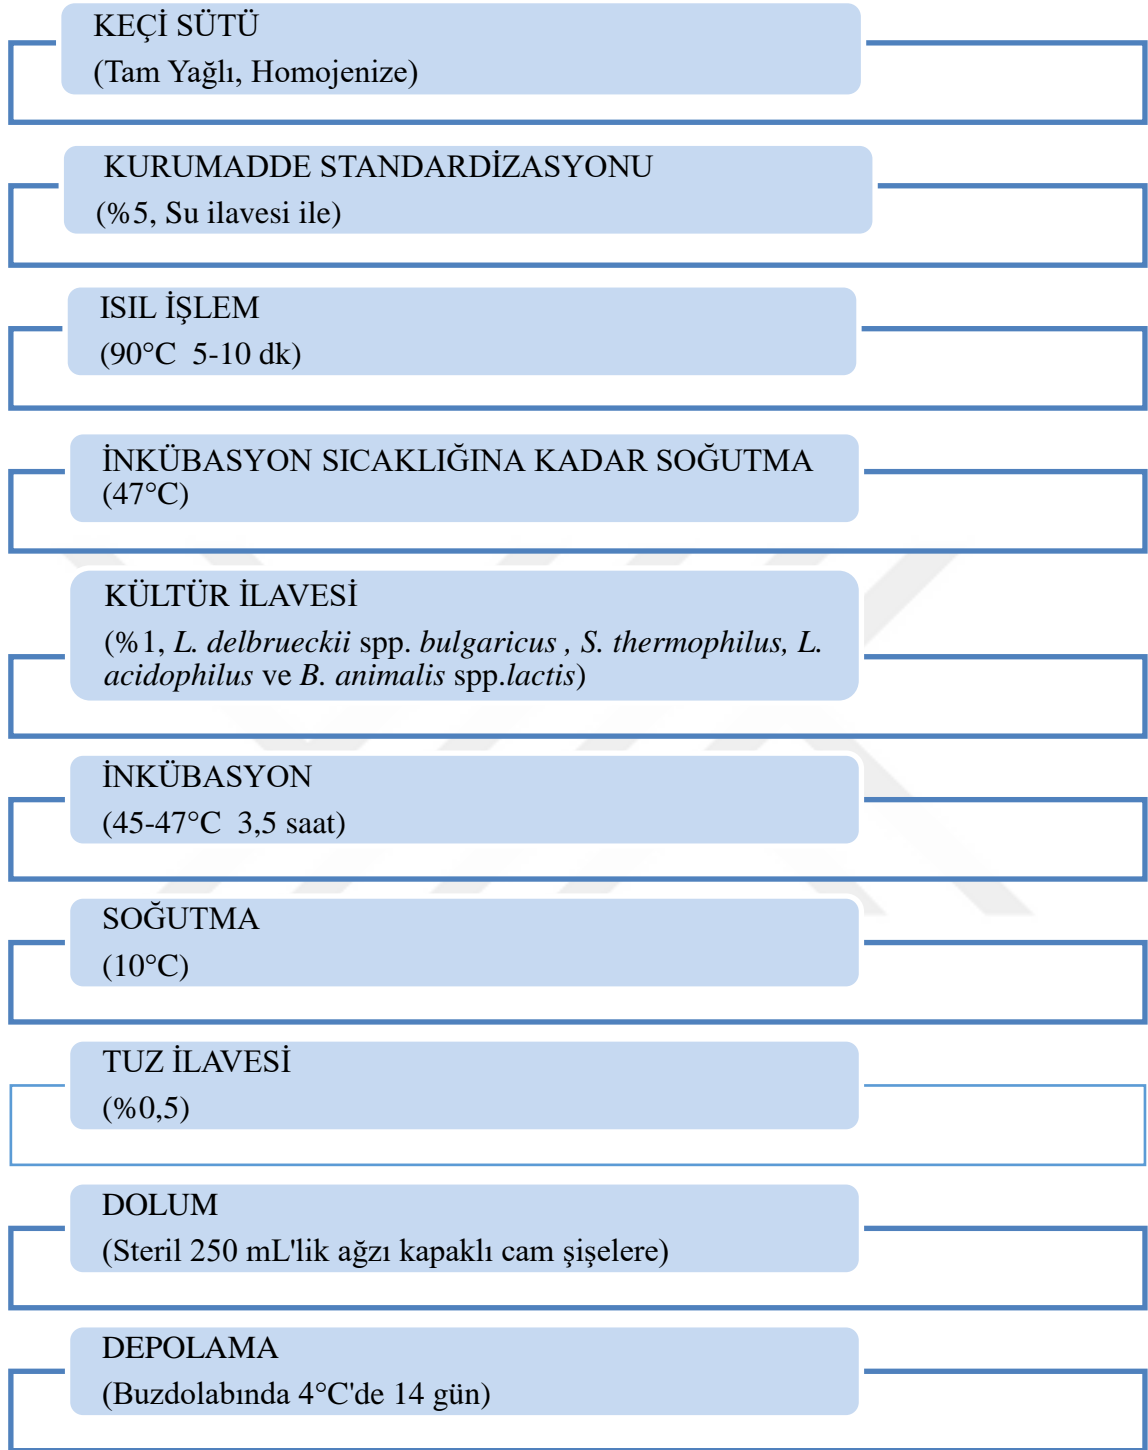 KEÇİ SÜTÜ
(Tam Yağlı, Homojenize)
KURUMADDE STANDARDİZASYONU
(%5, Su ilavesi ile)
ISIL İŞLEM
(90°C  5-10 dk)
İNKÜBASYON SICAKLIĞINA KADAR SOĞUTMA
(47°C)
KÜLTÜR İLAVESİ
(%1, L. delbrueckii spp. bulgaricus , S. thermophilus, L.
acidophilus ve B. animalis spp.lactis)
İNKÜBASYON
(45-47°C  3,5 saat)
SOĞUTMA
(10°C)
TUZ İLAVESİ
(%0,5)
DOLUM
(Steril 250 mL'lik ağzı kapaklı cam şişelere)
DEPOLAMA
(Buzdolabında 4°C'de 14 gün)